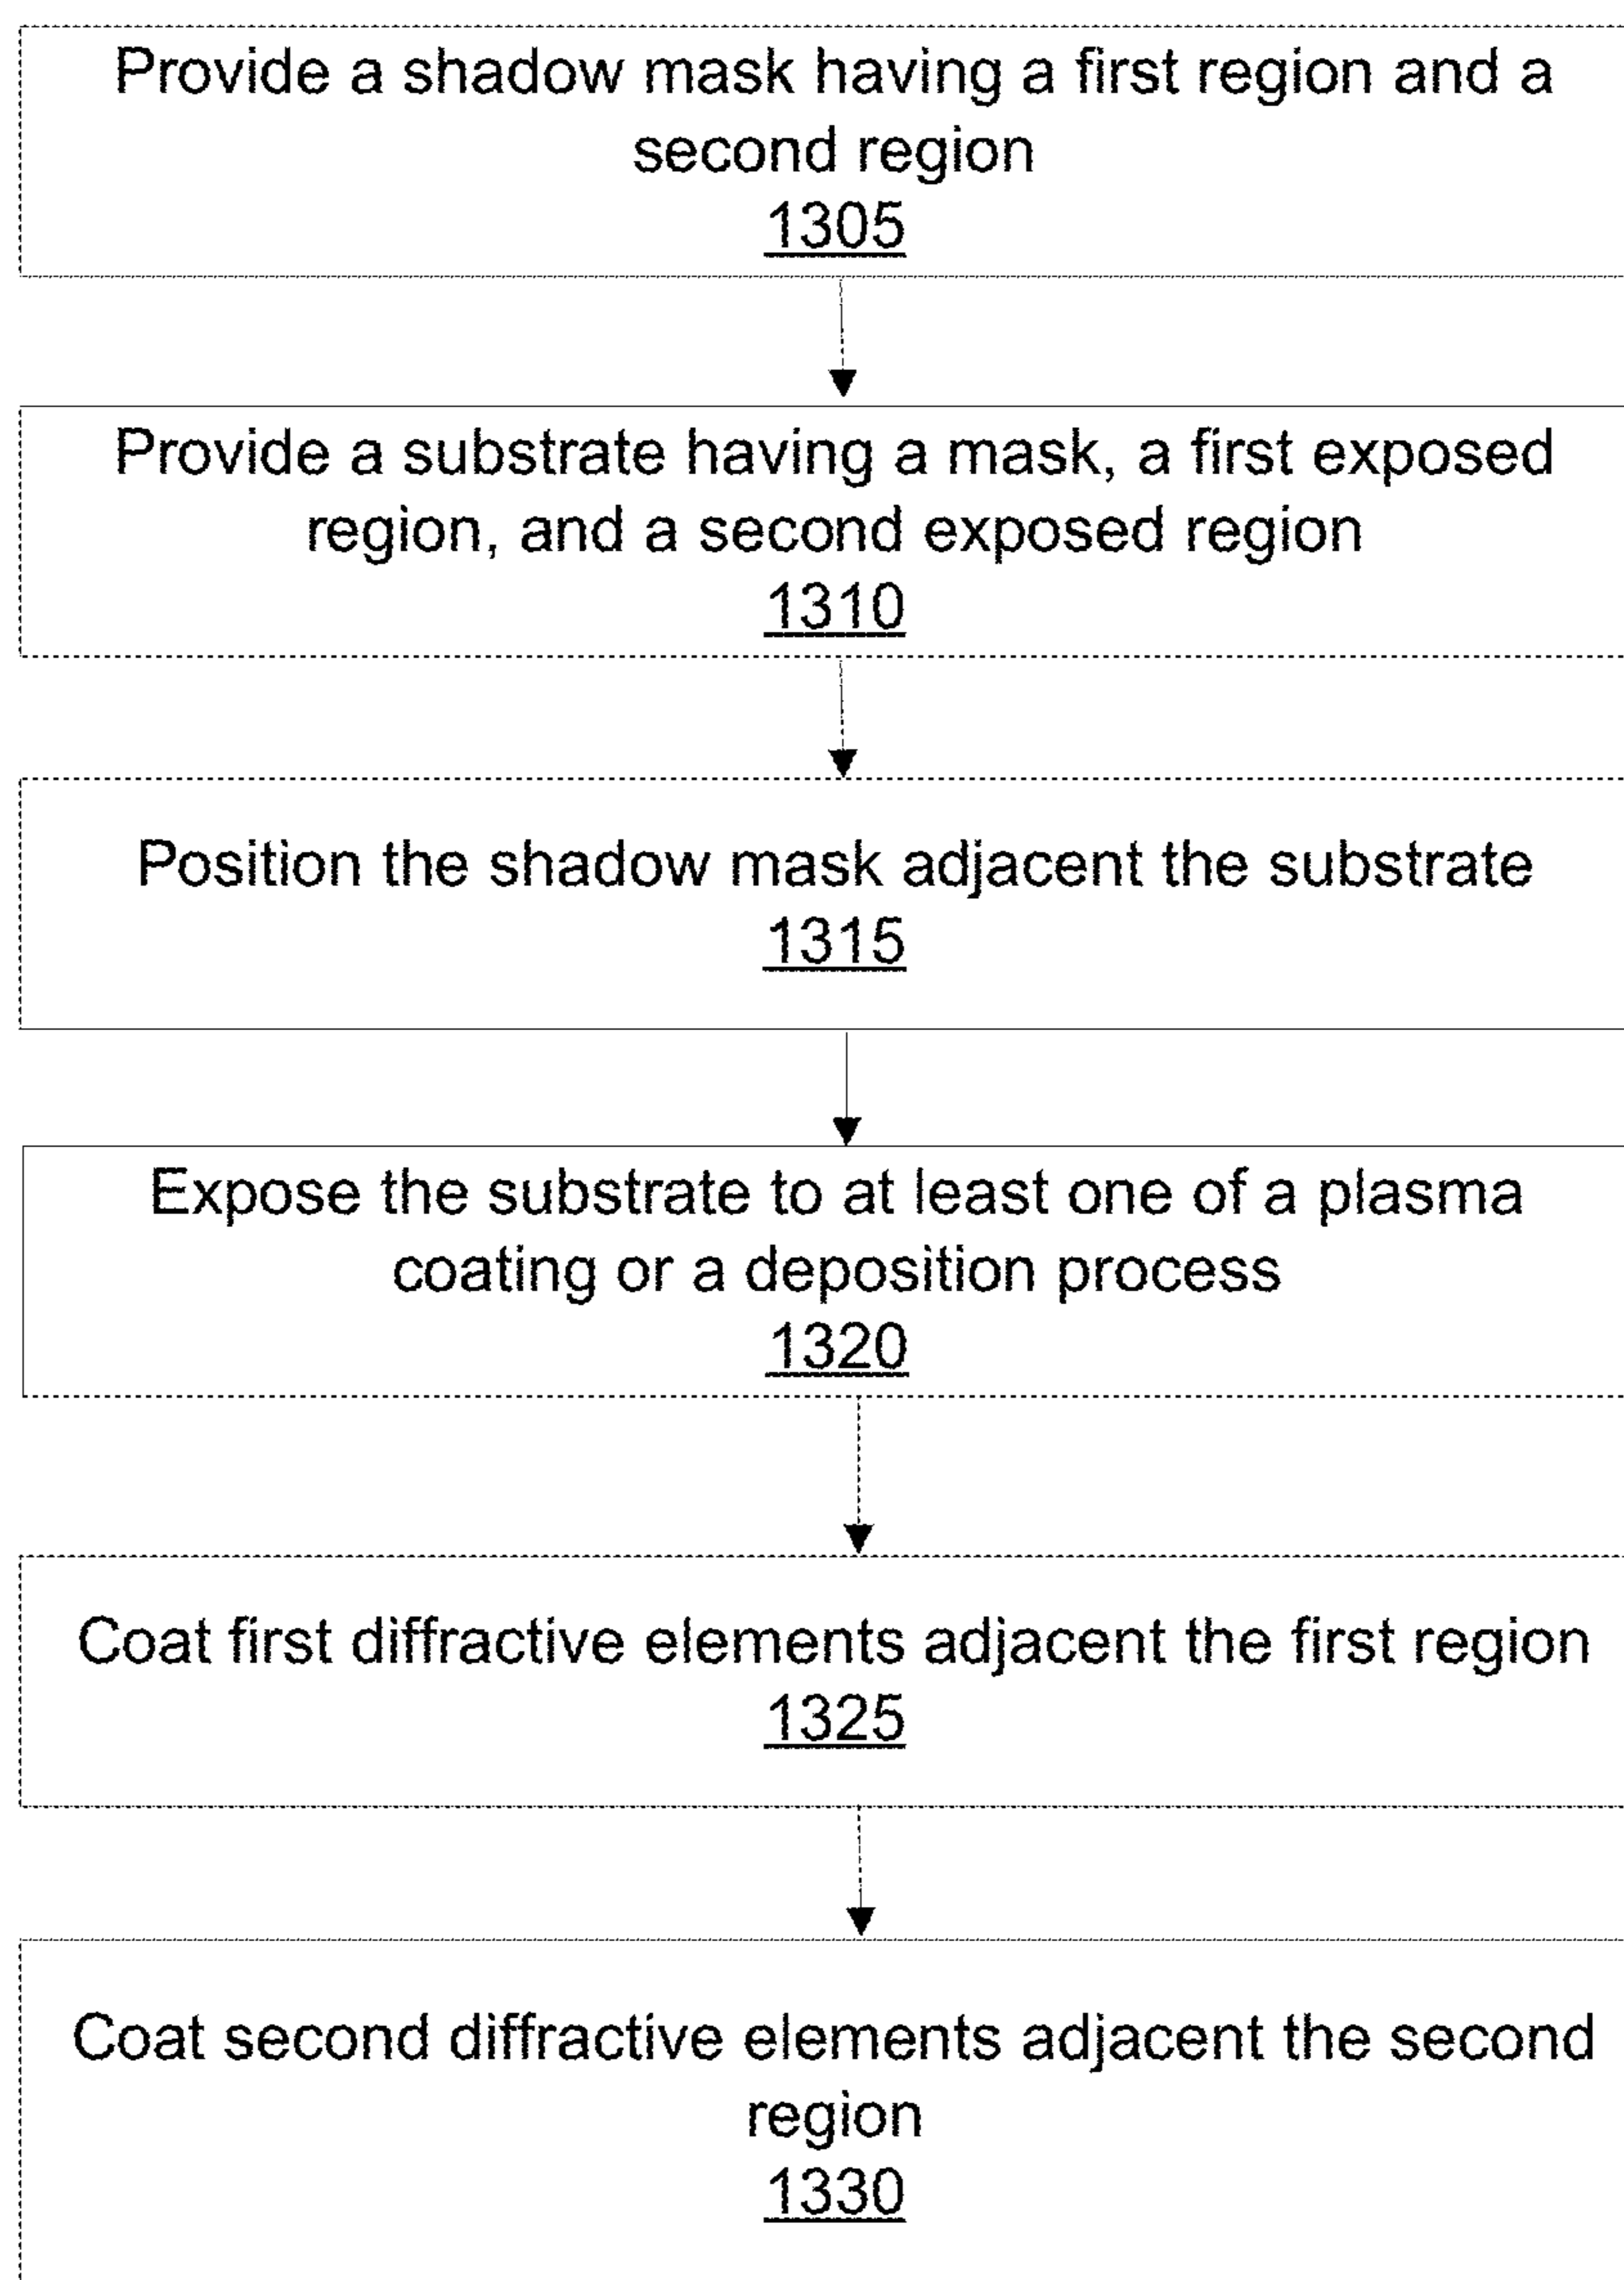 Provide a shadow mask having a first region and a
second region
1305
Provide a substrate having a mask, a first exposed
region, and a second exposed region
1310
Position the shadow mask adjacent the substrate
1315
Expose the substrate to at least one of a plasma
coating or a deposition process
1320
Coat first diffractive elements adjacent the first region
1325
Coat second diffractive elements adjacent the second
region
1330